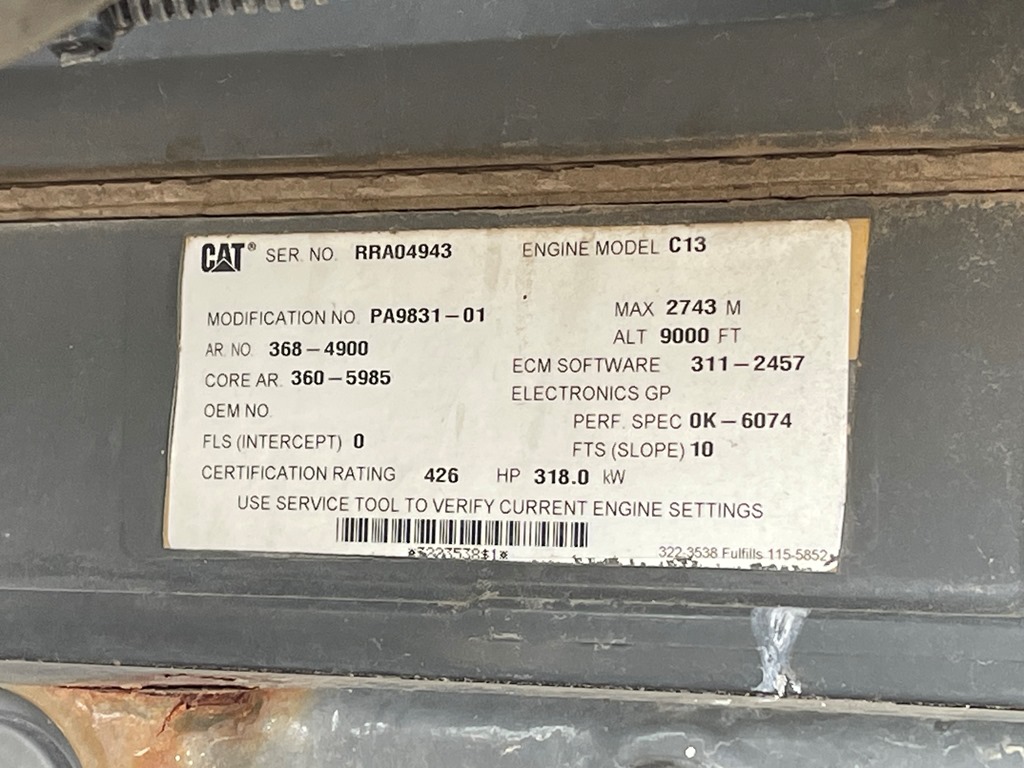 CAT® SER. NO. RRA04943 ENGINE MODEL C13
MODIFICATION NO. PA9831-01 MAX 2743 M
ALT 9000 FT
AR. NO. 368-4900
ECM SOFTWARE 311-2457
CORE AR. 360-5985
ELECTRONICS GP
OEM NO.
PERF. SPEC 0K-6074
FLS (INTERCEPT) 0 FTS (SLOPE) 10
CERTIFICATION RATING 426 HP 318.0 kW
USE SERVICE TOOL TO VERIFY CURRENT ENGINE SETTINGS
*3223538$1*
322-3538 Fulfills 115-5852